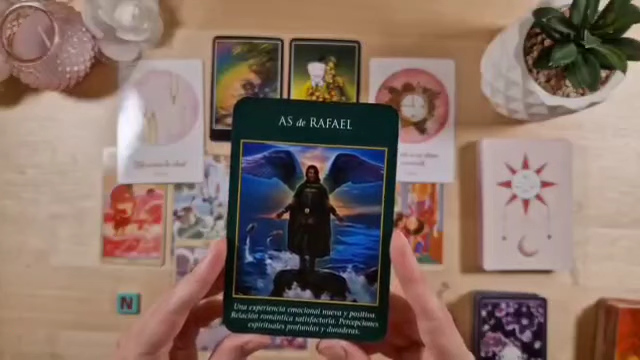 AS de RAFAEL
Una experiencia emocional nueva y positiva.
Relación romántica satisfactoria. Percepciones
espirituales profundas y duraderas.
N